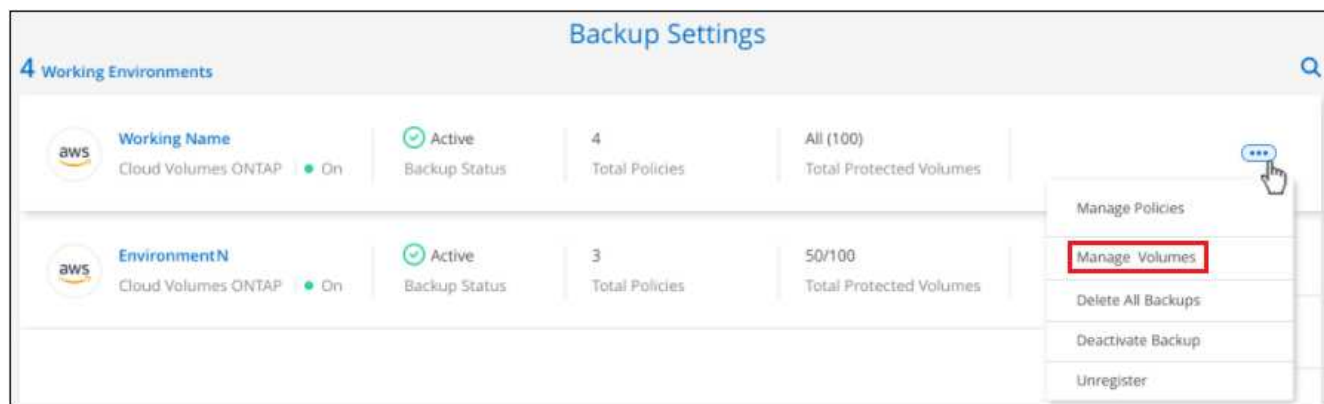 Backup Settings
4 Working Environments
aws
Working Name
Cloud Volumes ONTAP
On
Active
Backup Status
4
Total Policies
All (100)
Total Protected Volumes
Manage Policies
Manage Volumes
Delete All Backups
Deactivate Backup
Unregister
aws
EnvironmentN
Cloud Volumes ONTAP
On
Active
Backup Status
3
Total Policies
50/100
Total Protected Volumes